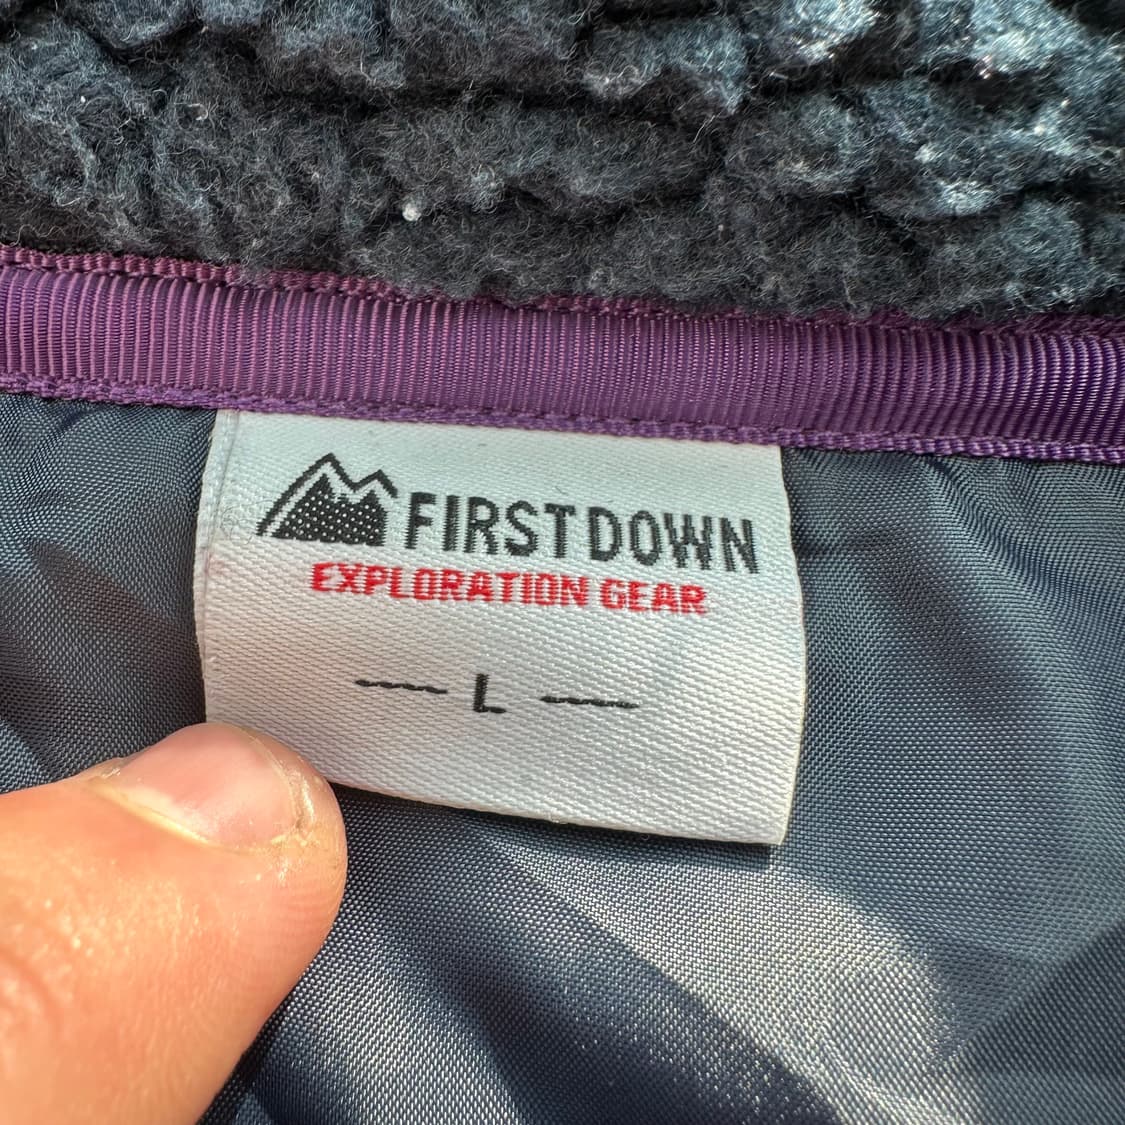 FIRST DOWN
EXPLORATION GEAR
— L —